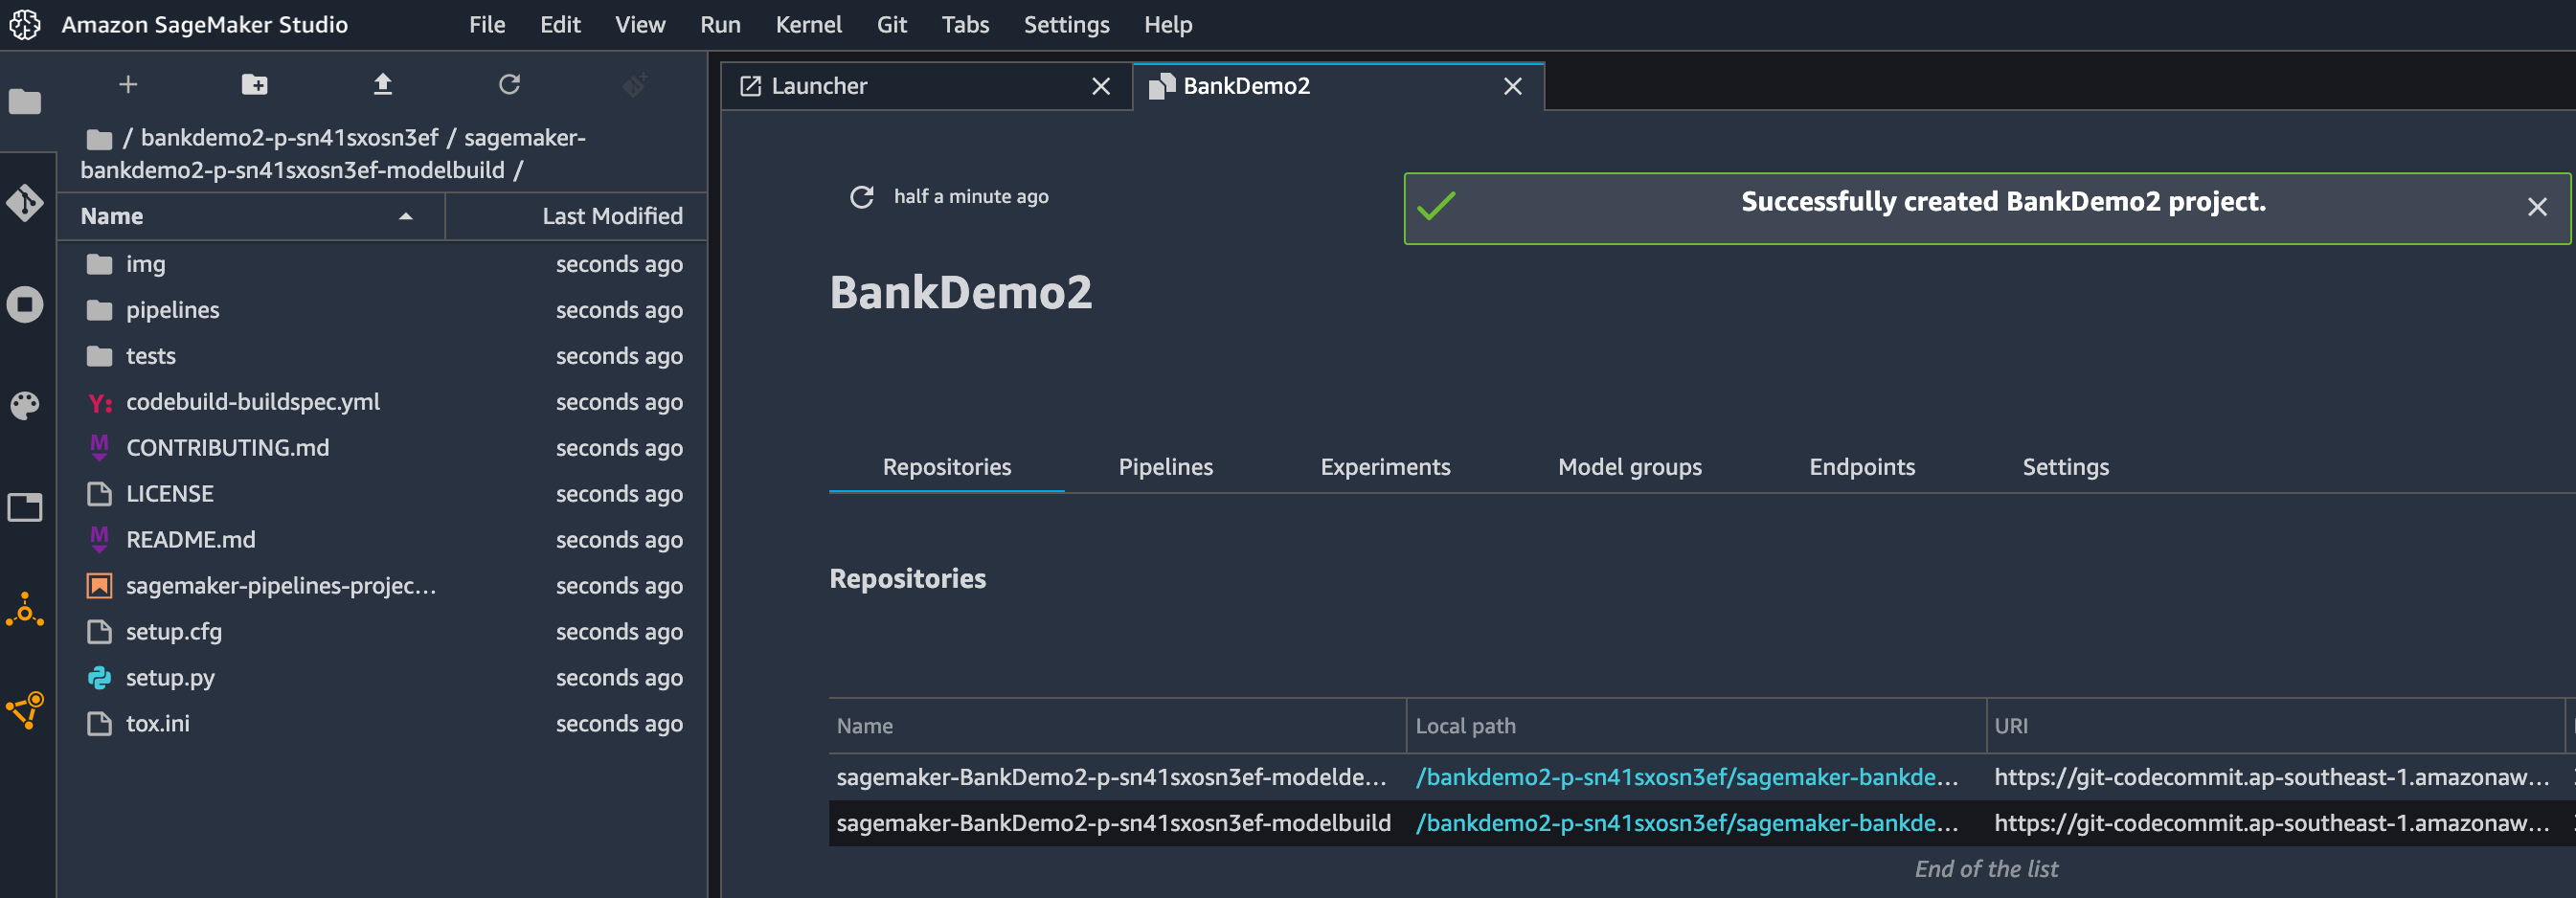 Amazon SageMaker Studio File Edit View Run Kernel Git Tabs Settings Help
/ bankdemo2-p-sn41sxosn3ef / sagemaker-
bankdemo2-p-sn41sxosn3ef-modelbuild /
Name Last Modified
img seconds ago
pipelines seconds ago
tests seconds ago
Y: codebuild-buildspec.yml seconds ago
M CONTRIBUTING.md seconds ago
LICENSE seconds ago
M README.md seconds ago
sagemaker-pipelines-projec... seconds ago
setup.cfg seconds ago
setup.py seconds ago
tox.ini seconds ago
Launcher BankDemo2
half a minute ago
Successfully created BankDemo2 project.
BankDemo2
Repositories Pipelines Experiments Model groups Endpoints Settings
Repositories
Name Local path URI
sagemaker-BankDemo2-p-sn41sxosn3ef-modelde... /bankdemo2-p-sn41sxosn3ef/sagemaker-bankde... https://git-codecommit.ap-southeast-1.amazonaw...
sagemaker-BankDemo2-p-sn41sxosn3ef-modelbuild /bankdemo2-p-sn41sxosn3ef/sagemaker-bankde... https://git-codecommit.ap-southeast-1.amazonaw...
End of the list